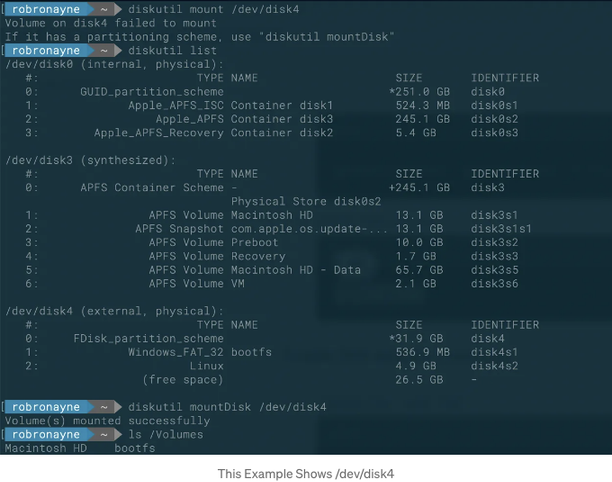 robronayne ~ diskutil mount /dev/disk4
Volume on disk4 failed to mount
If it has a partitioning scheme, use "diskutil mountDisk"
robronayne ~ diskutil list
/dev/disk0 (internal, physical):
#: TYPE NAME SIZE IDENTIFIER
0: GUID_partition_scheme *251.0 GB disk0
1: Apple_APFS_ISC Container disk1 524.3 MB disk0s1
2: Apple_APFS Container disk3 245.1 GB disk0s2
3: Apple_APFS_Recovery Container disk2 5.4 GB disk0s3
/dev/disk3 (synthesized):
#: TYPE NAME SIZE IDENTIFIER
0: APFS Container Scheme - +245.1 GB disk3
Physical Store disk0s2
1: APFS Volume Macintosh HD 13.1 GB disk3s1
2: APFS Snapshot com.apple.os.update-... 13.1 GB disk3s1s1
3: APFS Volume Preboot 10.0 GB disk3s2
4: APFS Volume Recovery 1.7 GB disk3s3
5: APFS Volume Macintosh HD - Data 65.7 GB disk3s5
6: APFS Volume VM 2.1 GB disk3s6
/dev/disk4 (external, physical):
#: TYPE NAME SIZE IDENTIFIER
0: FDisk_partition_scheme *31.9 GB disk4
1: Windows_FAT_32 bootfs 536.9 MB disk4s1
2: Linux 4.9 GB disk4s2
(free space) 26.5 GB -
robronayne ~ diskutil mountDisk /dev/disk4
Volume(s) mounted successfully
robronayne ~ ls /Volumes
Macintosh HD bootfs
This Example Shows /dev/disk4